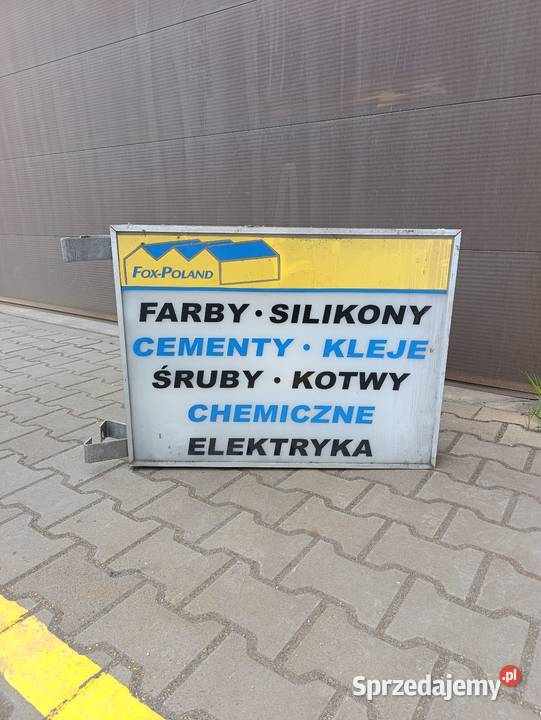 FOX-POLAND
FARBY · SILIKONY
CEMENTY · KLEJE
ŚRUBY · KOTWY
CHEMICZNE
ELEKTRYKA
Sprzedajemy.pl